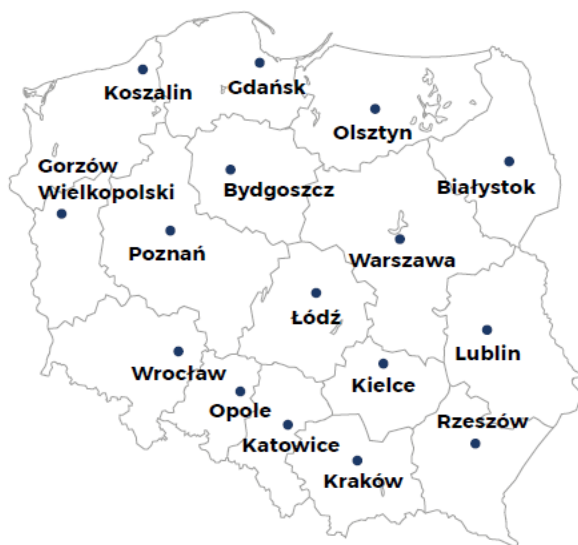 Koszalin
Gdańsk
Olsztyn
Gorzów
Wielkopolski
Bydgoszcz
Białystok
Poznań
Warszawa
Łódź
Lublin
Wrocław
Kielce
Opole
Rzeszów
Katowice
Kraków